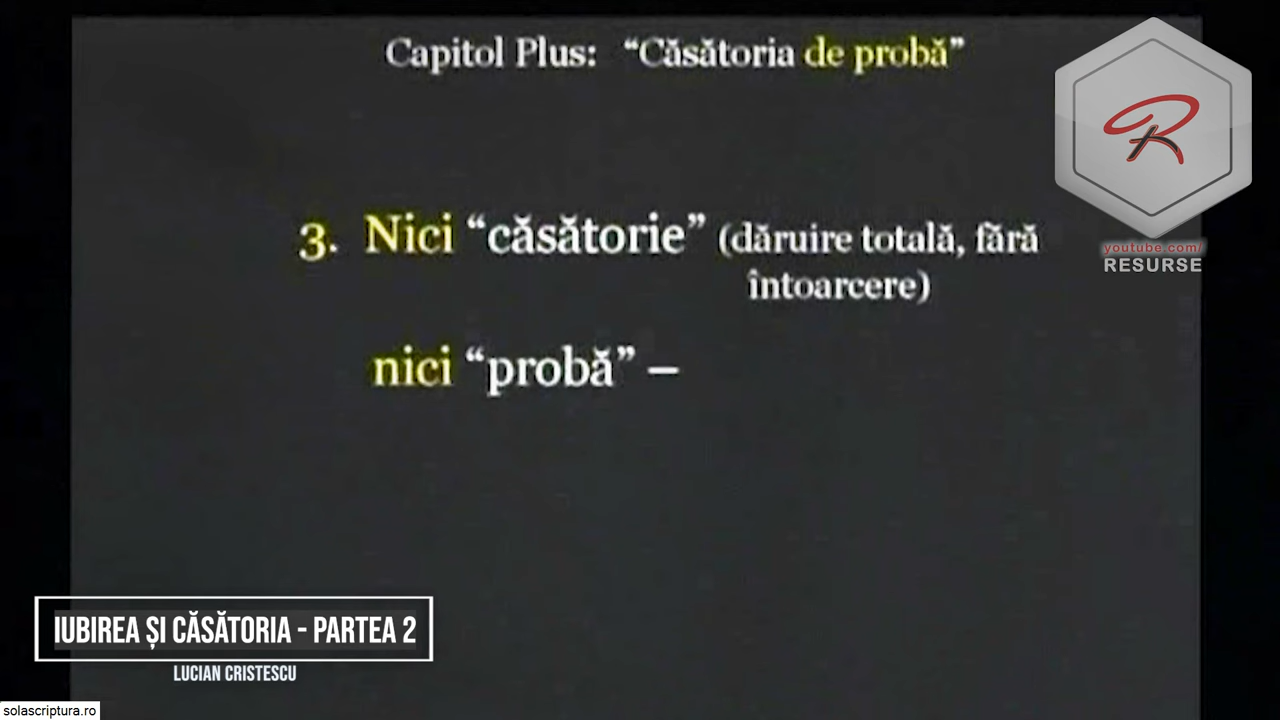 Capitol Plus: “Căsătoria de probă”
3. Nici “căsătorie” (dăruire totală, fără
întoarcere)
nici “probă” –
R
youtube.com/
RESURSE
IUBIREA ȘI CĂSĂTORIA - PARTEA 2
LUCIAN CRISTESCU
solascriptura.ro